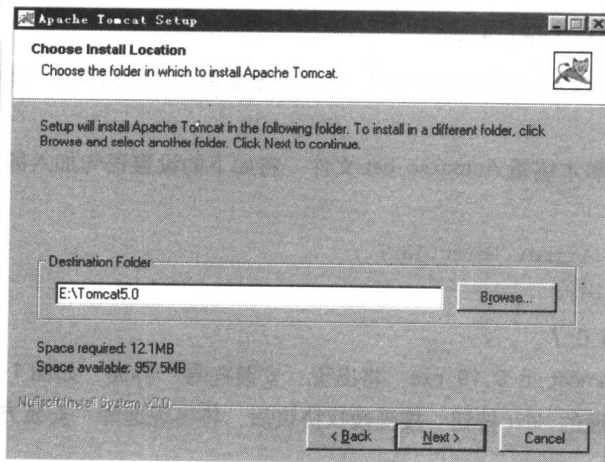 Apache Tomcat Setup
Choose Install Location
Choose the folder in which to install Apache Tomcat.
Setup will install Apache Tomcat in the following folder. To install in a different folder, click
Browse and select another folder. Click Next to continue.
Destination Folder
E:\Tomcat5.0
Browse...
Space required: 12.1MB
Space available: 957.5MB
Nullsoft Install System v2.0
< Back
Next >
Cancel